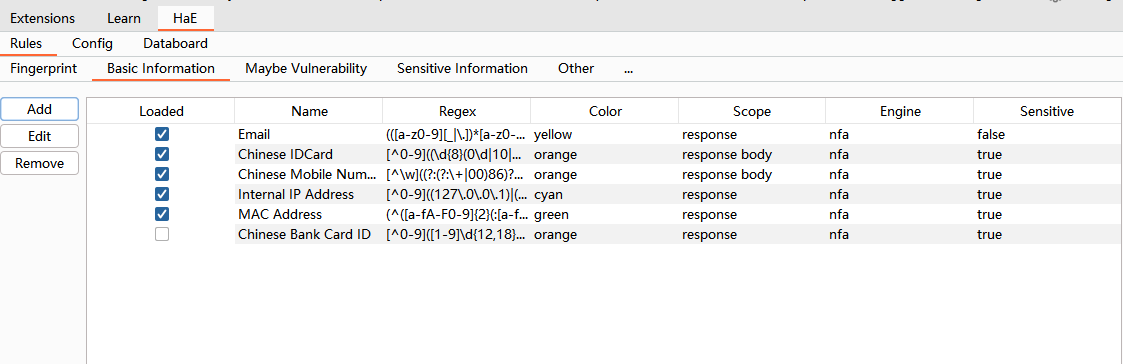 Extensions Learn HaE
Rules Config Databoard
Fingerprint Basic Information Maybe Vulnerability Sensitive Information Other ...
Add
Edit
Remove
Loaded Name Regex Color Scope Engine Sensitive
Email (([a-z0-9][_|\.])*[a-z0-... yellow response nfa false
Chinese IDCard [^0-9]((\d{8}(0\d|10|... orange response body nfa true
Chinese Mobile Num... [^\w]((?:(?:\+|00)86)?... orange response body nfa true
Internal IP Address [^0-9]((127\.0\.0\.1)|(... cyan response nfa true
MAC Address (^([a-fA-F0-9]{2}(:[a-f... green response nfa true
Chinese Bank Card ID [^0-9]([1-9]\d{12,18}... orange response nfa true